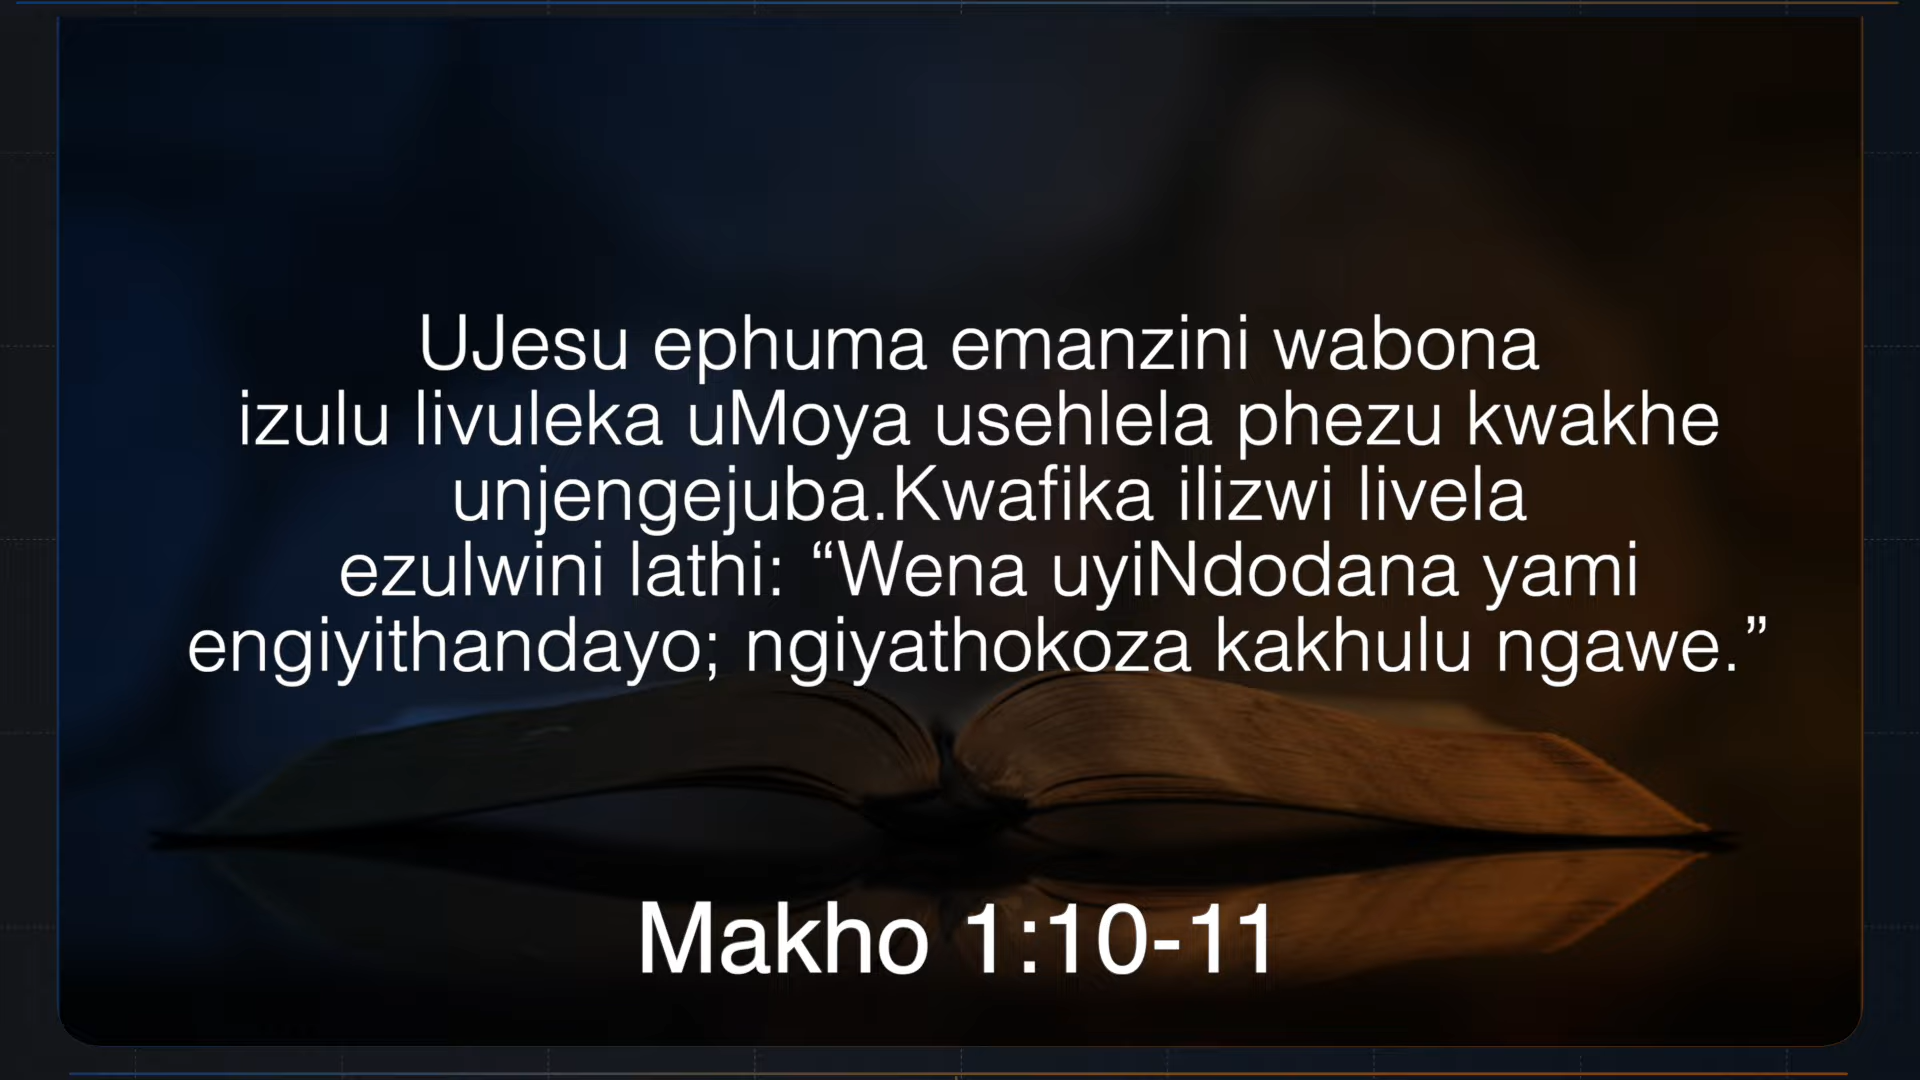 UJesu ephuma emanzini wabona
izulu livuleka uMoya usehlela phezu kwakhe
unjengejuba.Kwafika ilizwi livela
ezulwini lathi: “Wena uyiNdodana yami
engiyithandayo; ngiyathokoza kakhulu ngawe.”
Makho 1:10-11